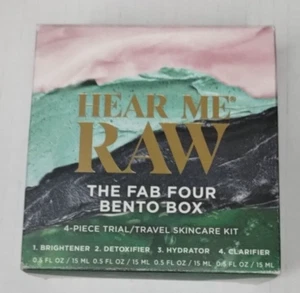 HEAR ME®
RAW
THE FAB FOUR
BENTO BOX
4-PIECE TRIAL/TRAVEL SKINCARE KIT
1. BRIGHTENER 2. DETOXIFIER 3. HYDRATOR 4. CLARIFIER
0.5 FL OZ / 15 ML 0.5 FL OZ / 15 ML 0.5 FL OZ / 15 ML 0.5 FL OZ / 15 ML